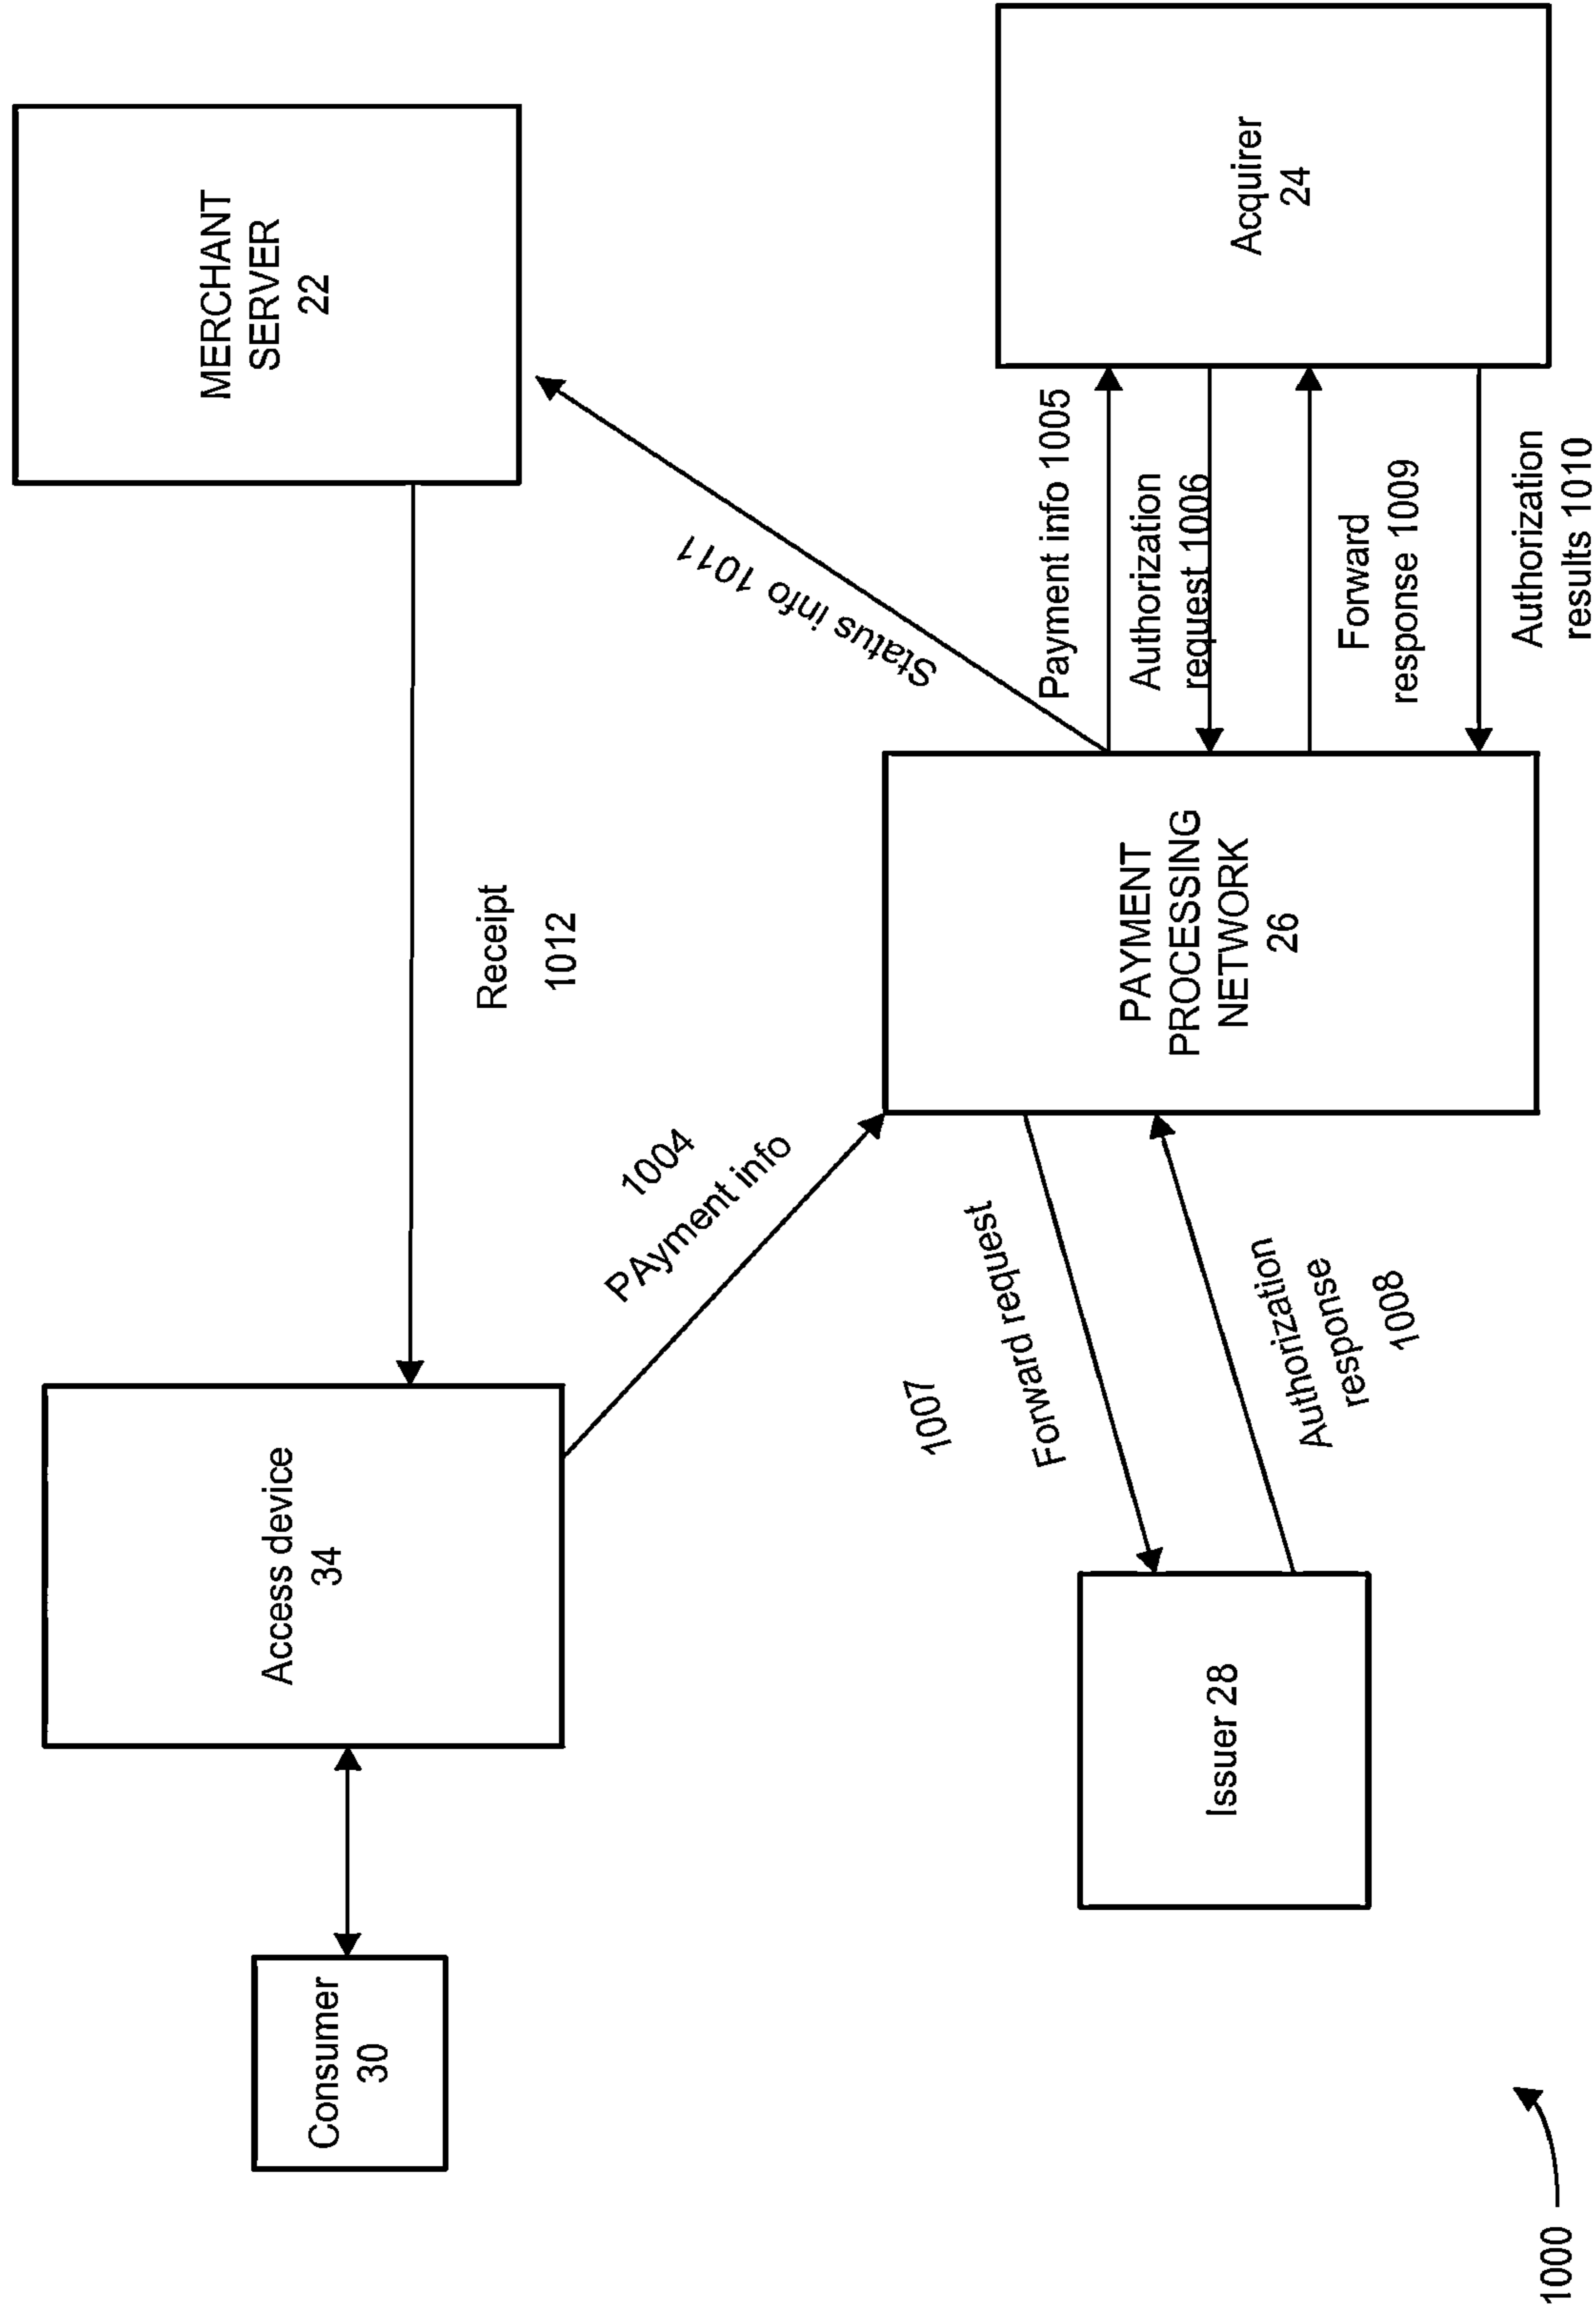 Consumer
30
Access device
34
MERCHANT
SERVER
22
Receipt
1012
1004
PAyment info
Status info 1011
1007
Forward request
Authorization
response
1008
Issuer 28
PAYMENT
PROCESSING
NETWORK
26
Payment info 1005
Authorization
request 1006
Forward
response 1009
Authorization
results 1010
Acquirer
24
1000